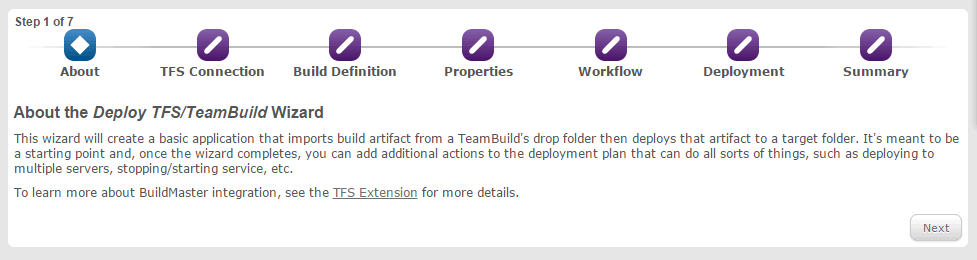 Step 1 of 7
About TFS Connection Build Definition Properties Workflow Deployment Summary
About the Deploy TFS/TeamBuild Wizard
This wizard will create a basic application that imports build artifact from a TeamBuild's drop folder then deploys that artifact to a target folder. It's meant to be
a starting point and, once the wizard completes, you can add additional actions to the deployment plan that can do all sorts of things, such as deploying to
multiple servers, stopping/starting service, etc.
To learn more about BuildMaster integration, see the TFS Extension for more details.
Next